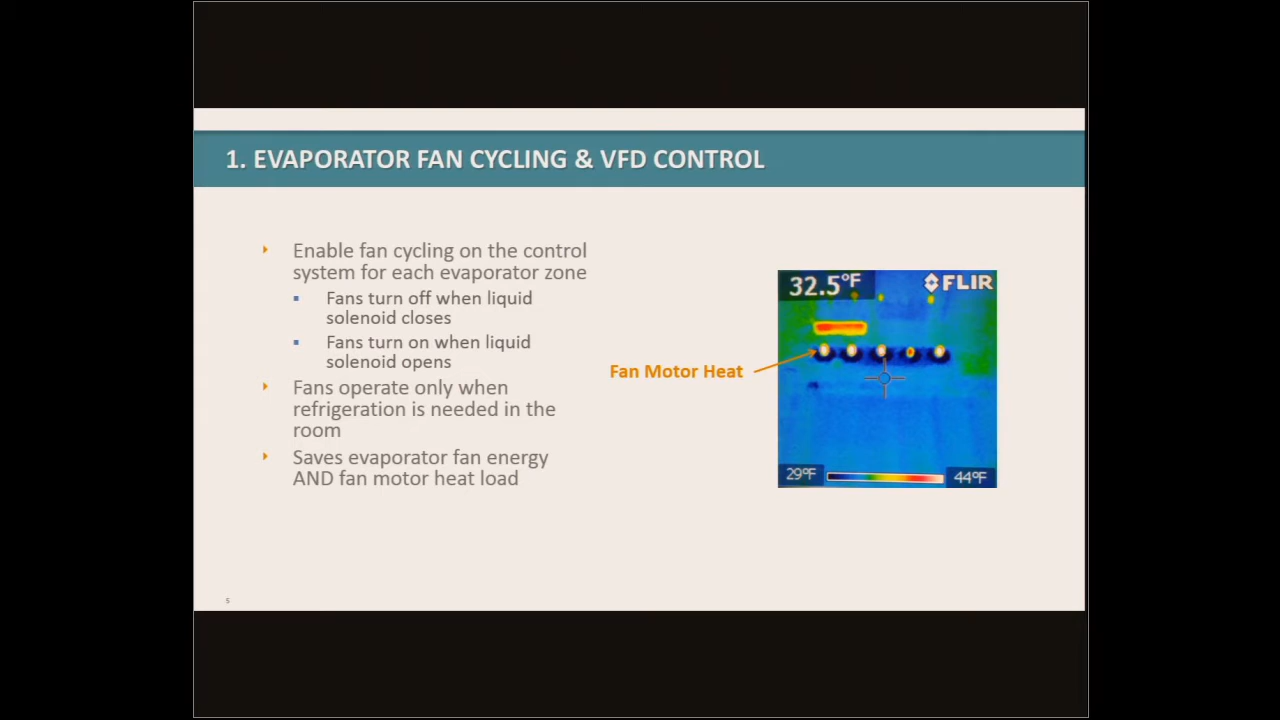 1. EVAPORATOR FAN CYCLING & VFD CONTROL
Enable fan cycling on the control
system for each evaporator zone
Fans turn off when liquid
solenoid closes
Fans turn on when liquid
solenoid opens
Fans operate only when
refrigeration is needed in the
room
Saves evaporator fan energy
AND fan motor heat load
Fan Motor Heat
32.5°F
FLIR
29°F
44°F
5